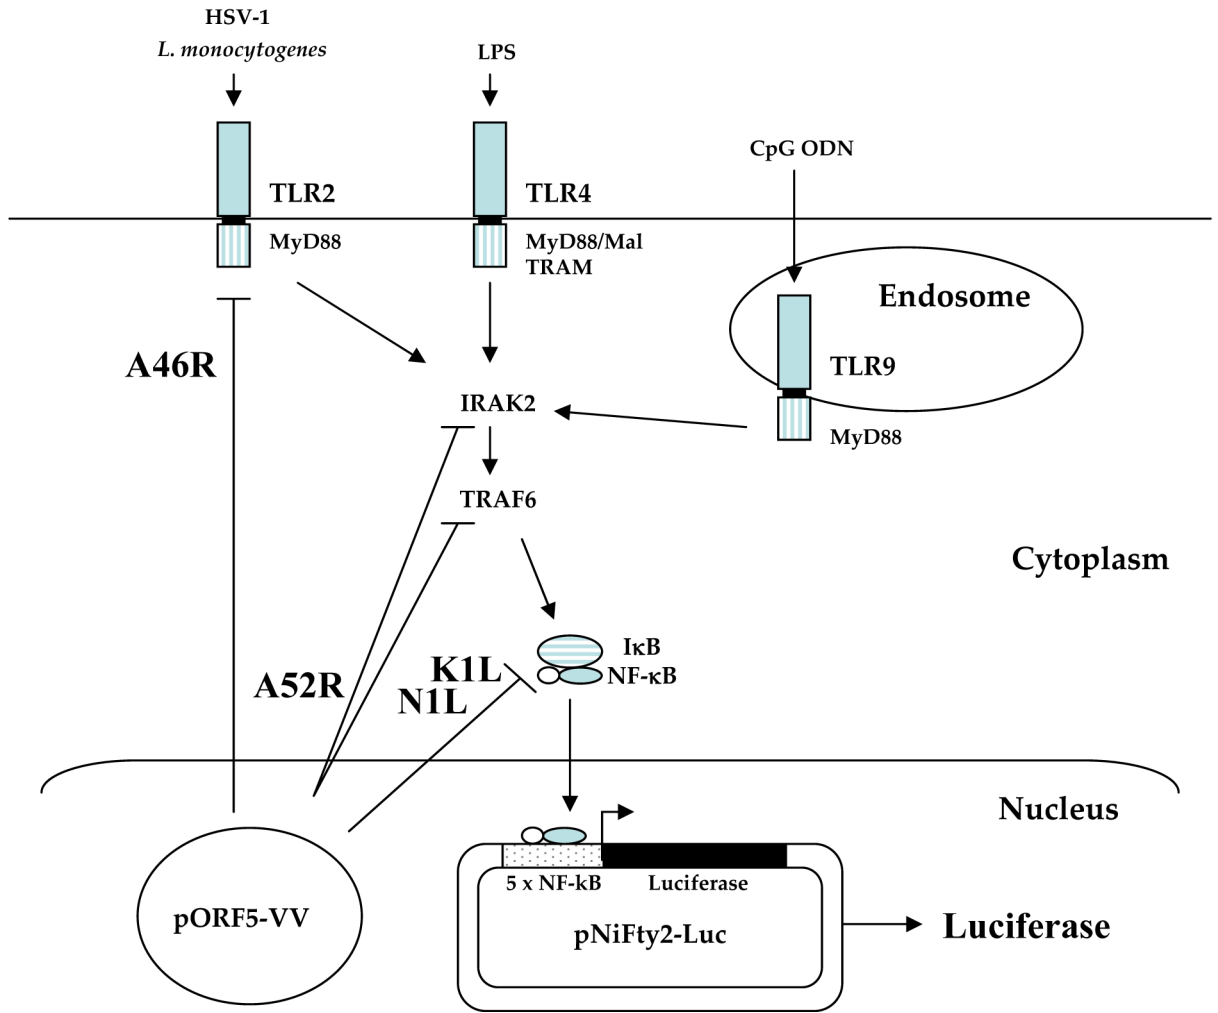 HSV-1
L. monocytogenes
LPS
CpG ODN
TLR2
TLR4
MyD88
MyD88/Mal
TRAM
Endosome
TLR9
MyD88
A46R
IRAK2
TRAF6
Cytoplasm
IκB
NF-κB
K1L
N1L
A52R
Nucleus
5 x NF-kB
Luciferase
pORF5-VV
pNiFty2-Luc
Luciferase